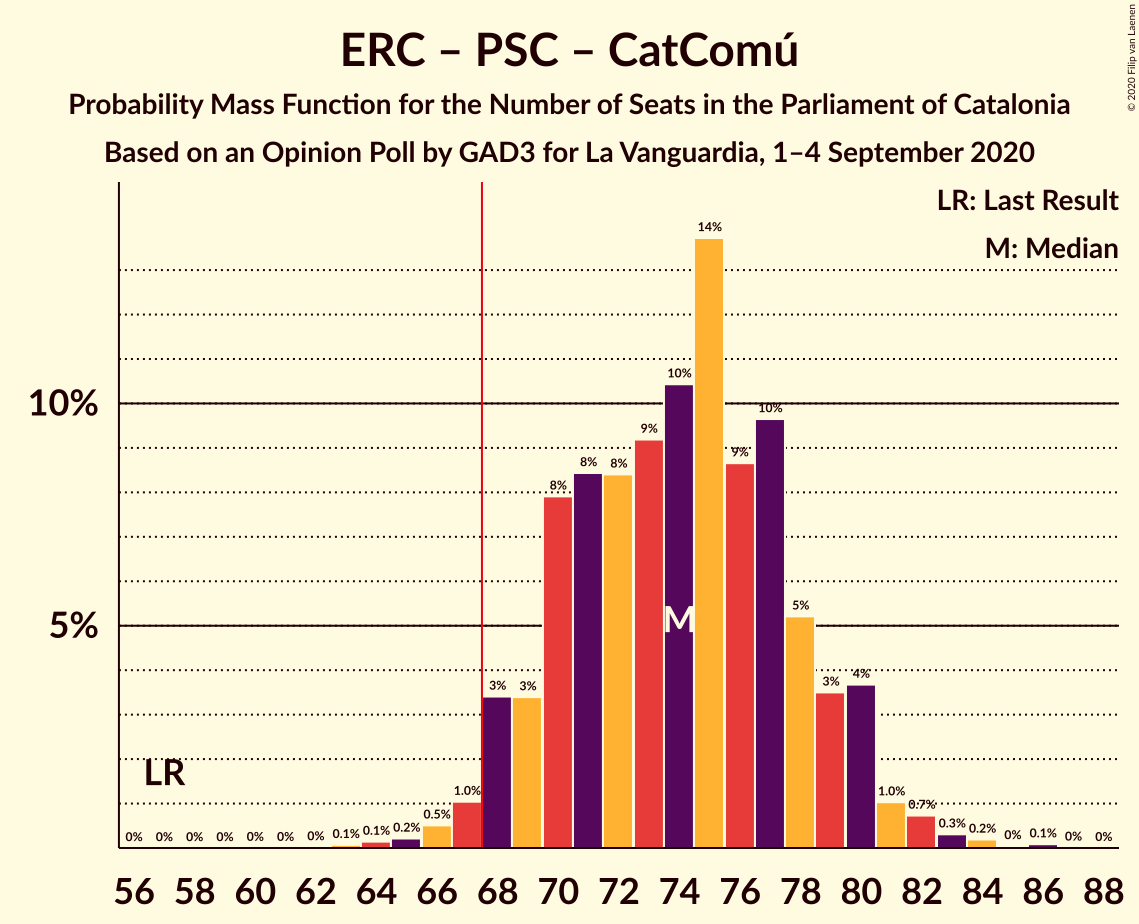 © 2020 Filip van Laenen
ERC – PSC – CatComú
Probability Mass Function for the Number of Seats in the Parliament of Catalonia
Based on an Opinion Poll by GAD3 for La Vanguardia, 1–4 September 2020
LR: Last Result
M: Median
14%
10%
10%
10%
9%
9%
8%
8%
8%
5%
5%
M
4%
3%
3%
3%
LR
1.0%
1.0%
0.7%
0.5%
0% 0% 0% 0% 0% 0% 0% 0.1% 0.1% 0.2% 0.3% 0.2% 0% 0.1% 0% 0%
56 58 60 62 64 66 68 70 72 74 76 78 80 82 84 86 88